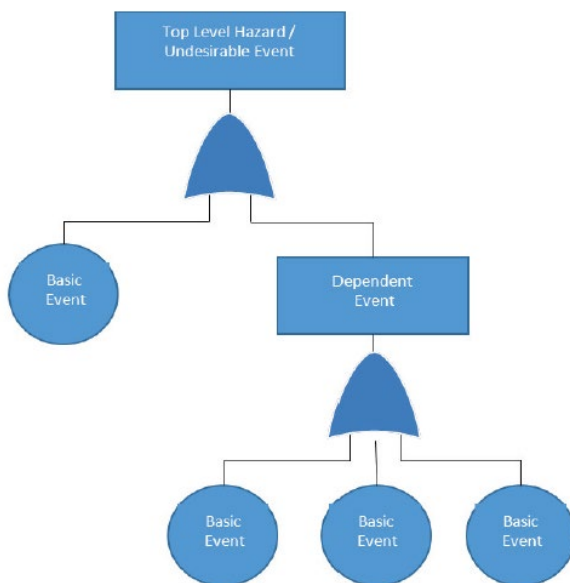 Top Level Hazard /
Undesirable Event
Basic
Event
Dependent
Event
Basic
Event
Basic
Event
Basic
Event